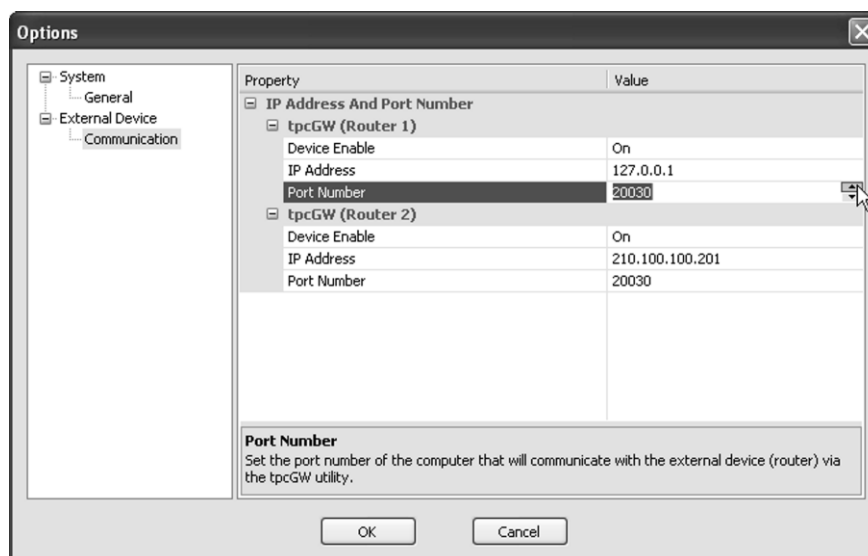 Options
System
General
External Device
Communication
Property Value
IP Address And Port Number
tpcGW (Router 1)
Device Enable On
IP Address 127.0.0.1
Port Number 20030
tpcGW (Router 2)
Device Enable On
IP Address 210.100.100.201
Port Number 20030
Port Number
Set the port number of the computer that will communicate with the external device (router) via
the tpcGW utility.
OK Cancel